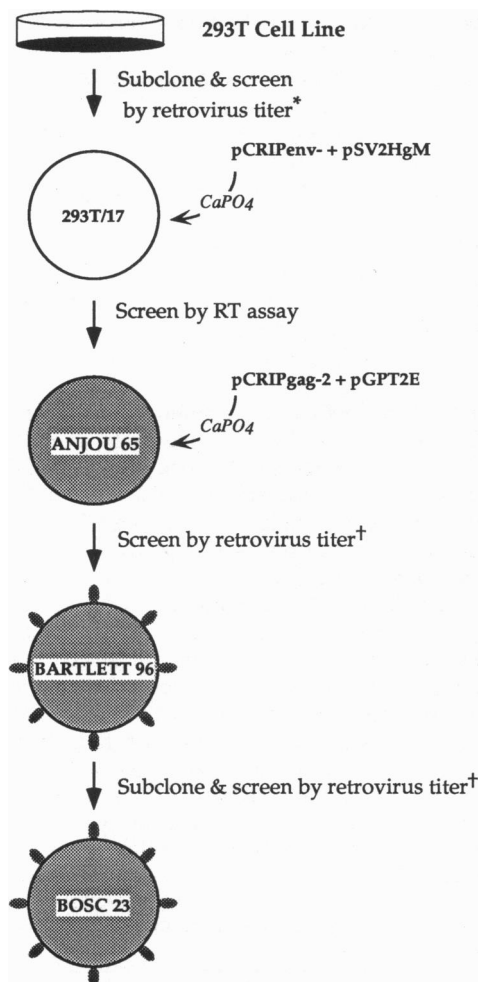 293T Cell Line
Subclone & screen
by retrovirus titer*
pCRIPenv- + pSV2HgM
CaPO4
293T/17
Screen by RT assay
pCRIPgag-2 + pGPT2E
CaPO4
ANJOU 65
Screen by retrovirus titer†
BARTLETT 96
Subclone & screen by retrovirus titer†
BOSC 23